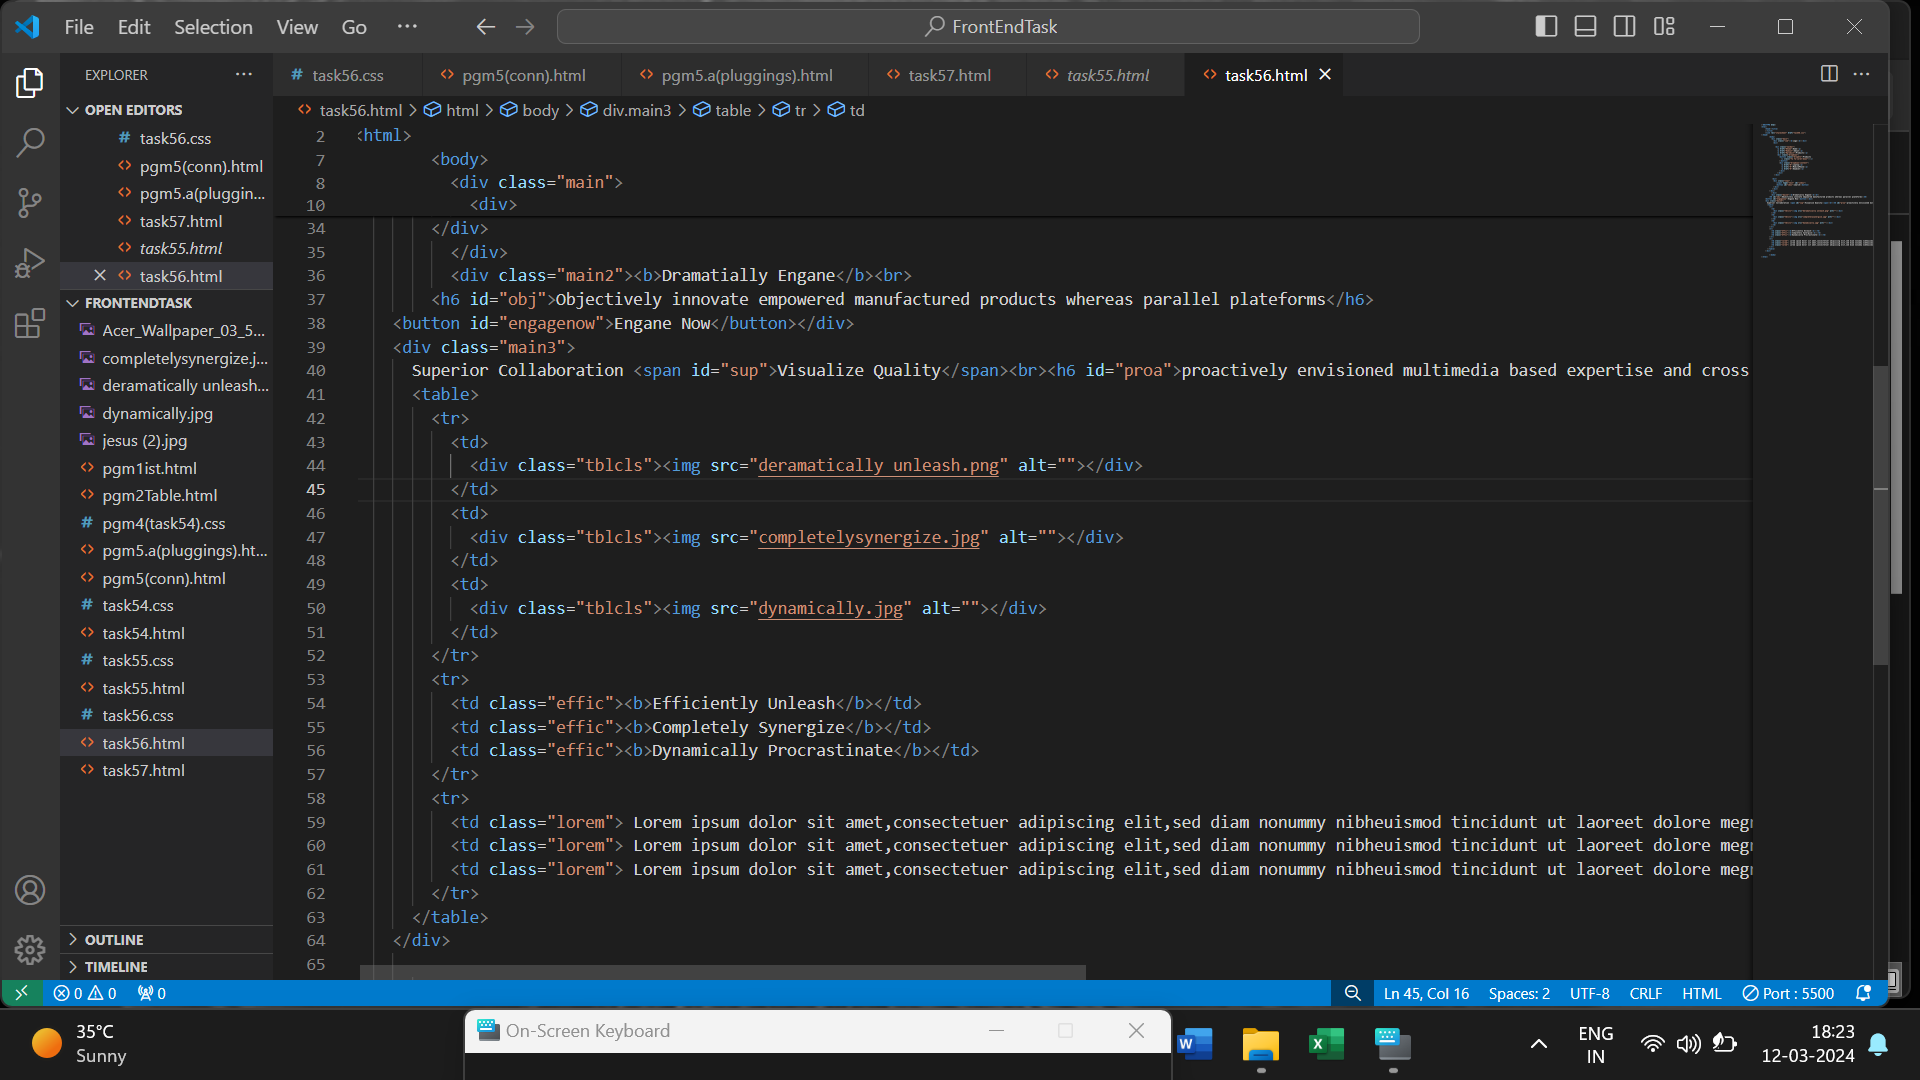 File Edit Selection View Go ··· FrontEndTask
EXPLORER ···
OPEN EDITORS
# task56.css
<> pgm5(conn).html
<> pgm5.a(pluggin...
<> task57.html
<> task55.html
<> task56.html
FRONTENDTASK
Acer_Wallpaper_03_5...
completelysynergize.j...
deramatically unleash...
dynamically.jpg
jesus (2).jpg
<> pgm1ist.html
<> pgm2Table.html
# pgm4(task54).css
<> pgm5.a(pluggings).ht...
<> pgm5(conn).html
# task54.css
<> task54.html
# task55.css
<> task55.html
# task56.css
<> task56.html
<> task57.html
OUTLINE
TIMELINE
# task56.css <> pgm5(conn).html <> pgm5.a(pluggings).html <> task57.html <> task55.html <> task56.html
<> task56.html > html > body > div.main3 > table > tr > td
2 <html>
7 <body>
8 <div class="main">
10 <div>
34 </div>
35 </div>
36 <div class="main2"><b>Dramatially Engane</b><br>
37 <h6 id="obj">Objectively innovate empowered manufactured products whereas parallel plateforms</h6>
38 <button id="engagenow">Engane Now</button></div>
39 <div class="main3">
40 Superior Collaboration <span id="sup">Visualize Quality</span><br><h6 id="proa">proactively envisioned multimedia based expertise and cross
41 <table>
42 <tr>
43 <td>
44 <div class="tblcls"><img src="deramatically unleash.png" alt=""></div>
45 </td>
46 <td>
47 <div class="tblcls"><img src="completelysynergize.jpg" alt=""></div>
48 </td>
49 <td>
50 <div class="tblcls"><img src="dynamically.jpg" alt=""></div>
51 </td>
52 </tr>
53 <tr>
54 <td class="effic"><b>Efficiently Unleash</b></td>
55 <td class="effic"><b>Completely Synergize</b></td>
56 <td class="effic"><b>Dynamically Procrastinate</b></td>
57 </tr>
58 <tr>
59 <td class="lorem"> Lorem ipsum dolor sit amet,consectetuer adipiscing elit,sed diam nonummy nibheuismod tincidunt ut laoreet dolore megn
60 <td class="lorem"> Lorem ipsum dolor sit amet,consectetuer adipiscing elit,sed diam nonummy nibheuismod tincidunt ut laoreet dolore megn
61 <td class="lorem"> Lorem ipsum dolor sit amet,consectetuer adipiscing elit,sed diam nonummy nibheuismod tincidunt ut laoreet dolore megn
62 </tr>
63 </table>
64 </div>
65
0 0 0 Ln 45, Col 16 Spaces: 2 UTF-8 CRLF HTML Port : 5500
35°C
Sunny
On-Screen Keyboard
ENG
IN
18:23
12-03-2024